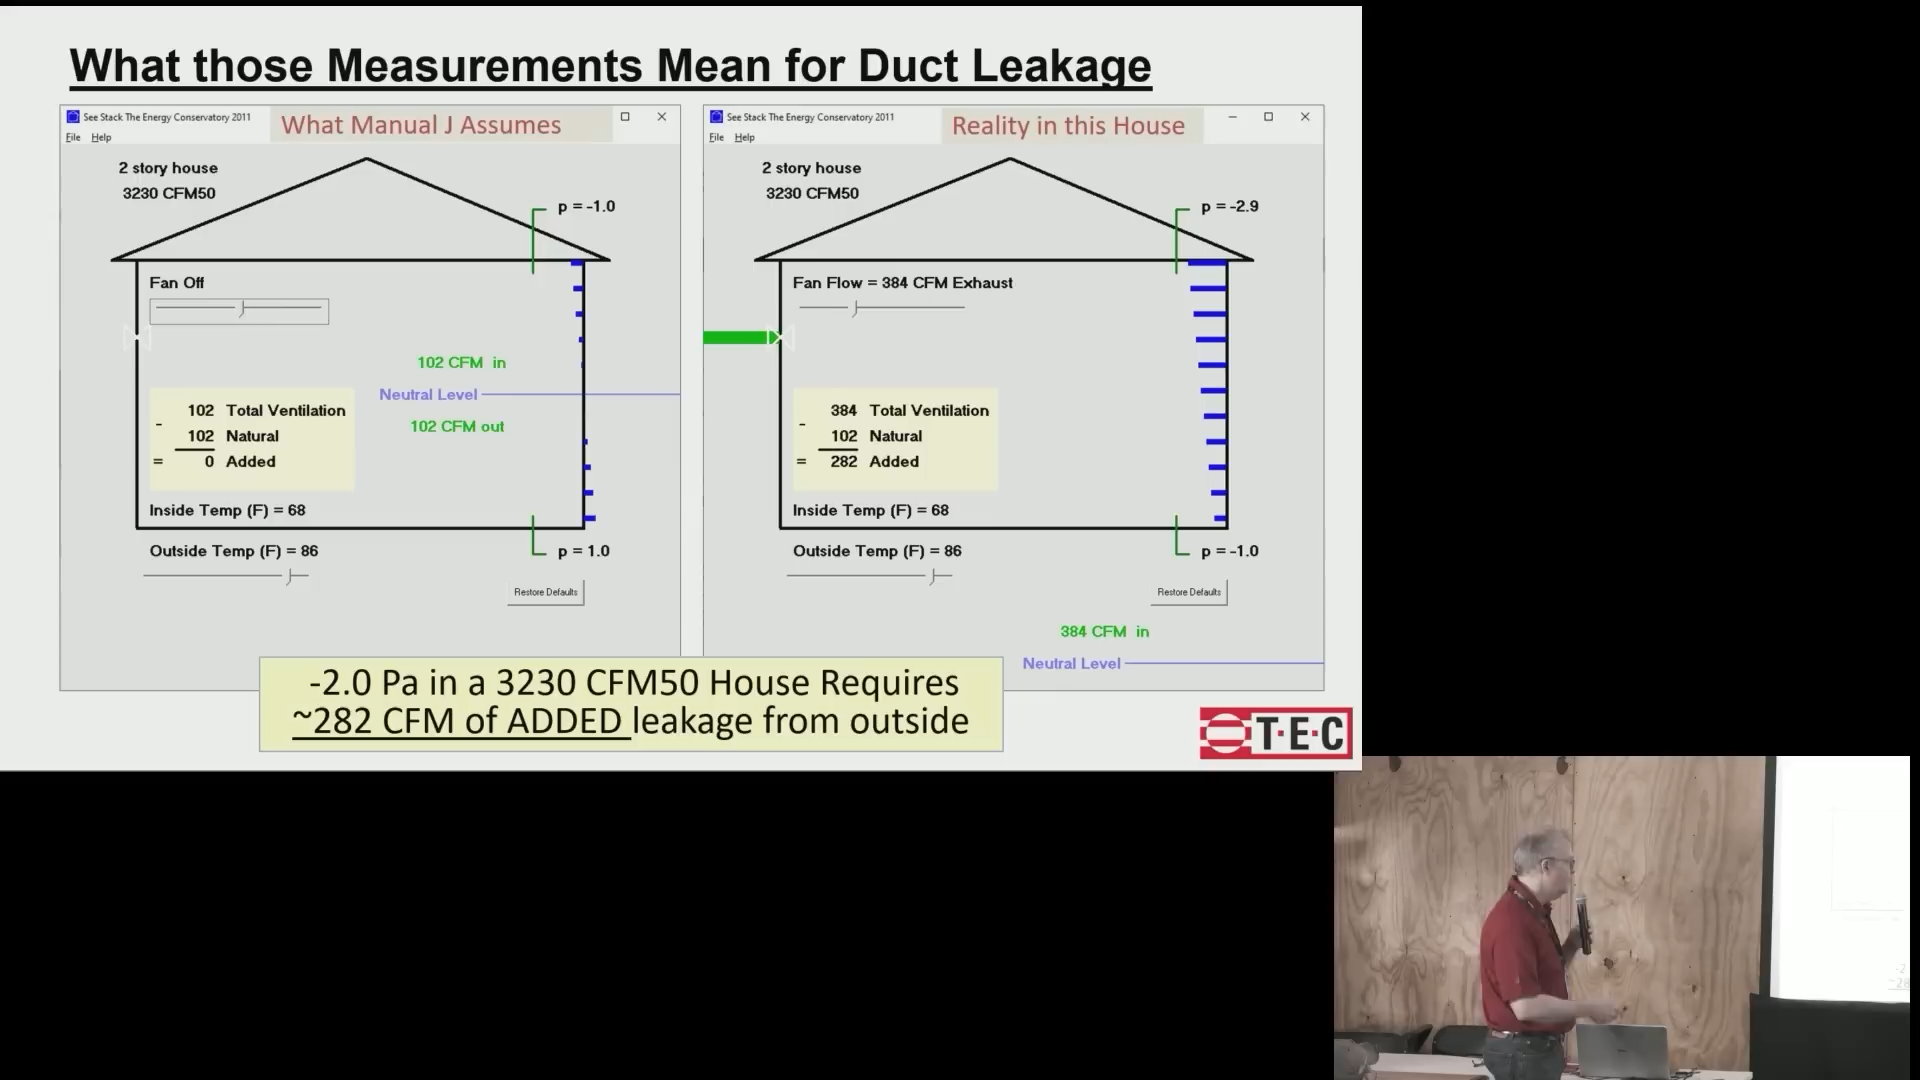 What those Measurements Mean for Duct Leakage
See Stack The Energy Conservatory 2011
What Manual J Assumes
File Help
2 story house
3230 CFM50
p = -1.0
Fan Off
102 CFM in
Neutral Level
102 CFM out
- 102 Total Ventilation
102 Natural
= 0 Added
Inside Temp (F) = 68
Outside Temp (F) = 86
p = 1.0
Restore Defaults
See Stack The Energy Conservatory 2011
Reality in this House
File Help
2 story house
3230 CFM50
p = -2.9
Fan Flow = 384 CFM Exhaust
- 384 Total Ventilation
102 Natural
= 282 Added
Inside Temp (F) = 68
Outside Temp (F) = 86
p = -1.0
Restore Defaults
384 CFM in
Neutral Level
-2.0 Pa in a 3230 CFM50 House Requires
~282 CFM of ADDED leakage from outside
T·E·C